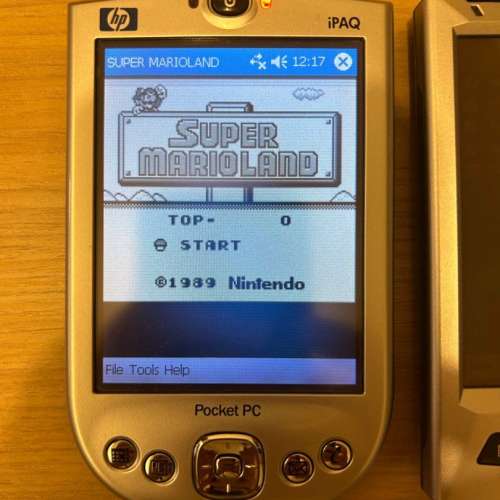 hp
iPAQ
SUPER MARIOLAND 12:17
SUPER
MARIOLAND
TOP- 0
START
©1989 Nintendo
File Tools Help
Pocket PC